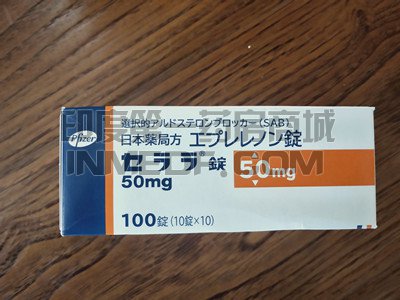 選択的アルドステロンブロッカー(SAB)
日本薬局方 エプレレノン錠
セララ®錠 50mg
50mg
100錠(10錠×10)
Pfizer
INMEDF.COM